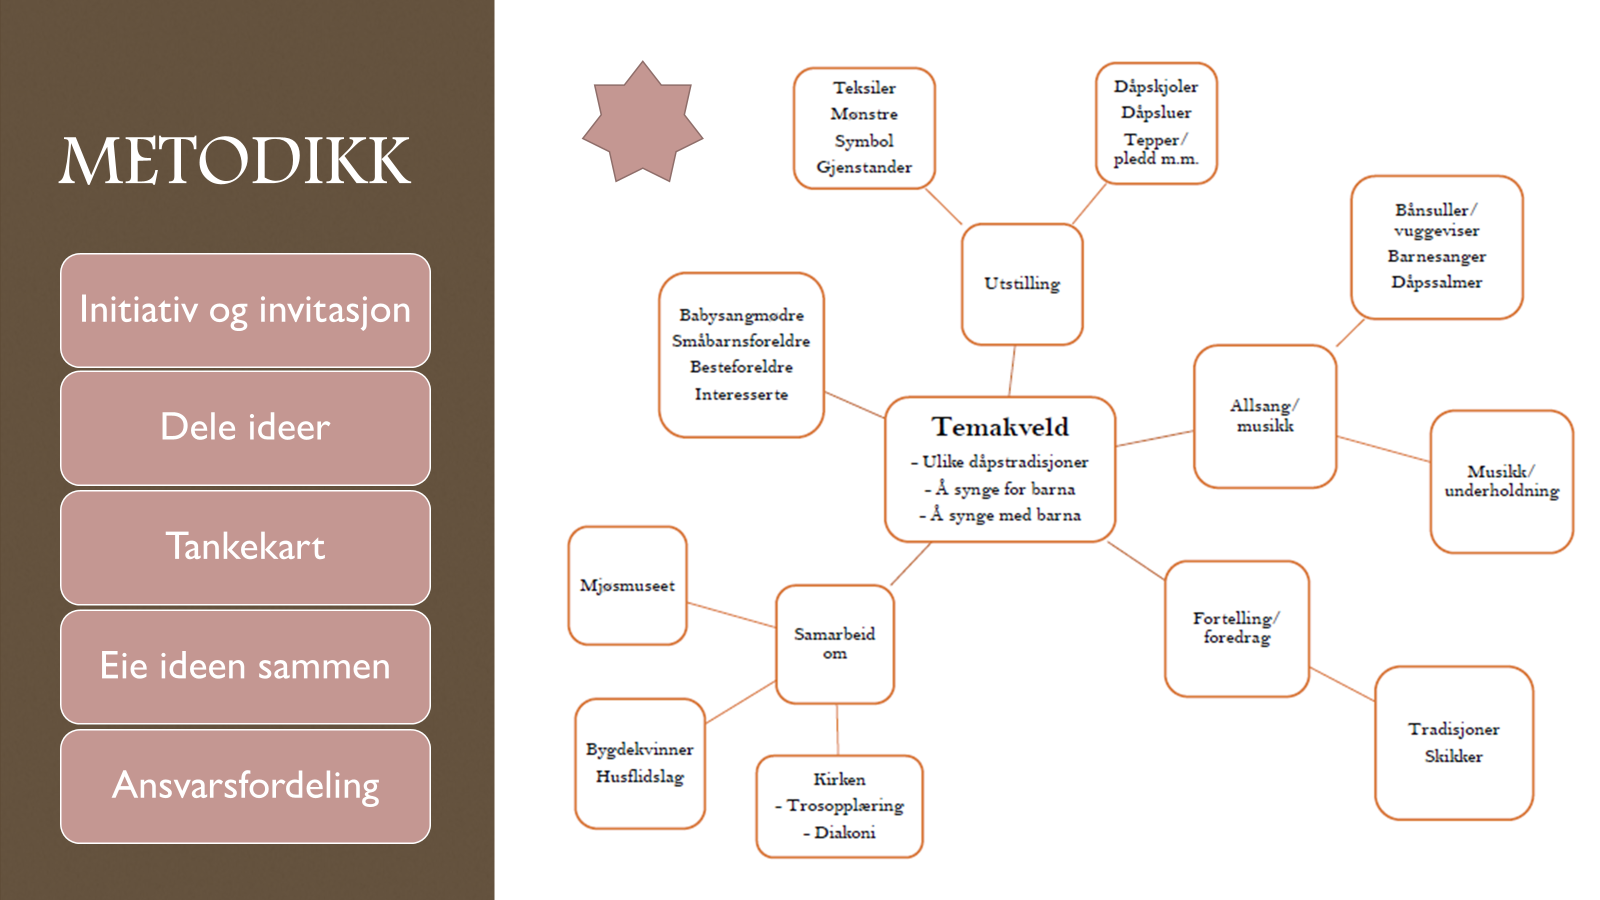 METODIKK
Initiativ og invitasjon
Dele ideer
Tankekart
Eie ideen sammen
Ansvarsfordeling
Teksiler
Mønstre
Symbol
Gjenstander
Dåpskjoler
Dåpsluer
Tepper/
pledd m.m.
Utstilling
Bånsuller/
vuggeviser
Barnesanger
Dåpssalmer
Babysangmødre
Småbarnsforeldre
Besteforeldre
Interesserte
Allsang/
musikk
Temakveld
- Ulike dåpstradisjoner
- Å synge for barna
- Å synge med barna
Musikk/
underholdning
Mjøsmuseet
Samarbeid
om
Fortelling/
foredrag
Bygdekvinner
Husflidslag
Kirken
- Trosopplæring
- Diakoni
Tradisjoner
Skikker